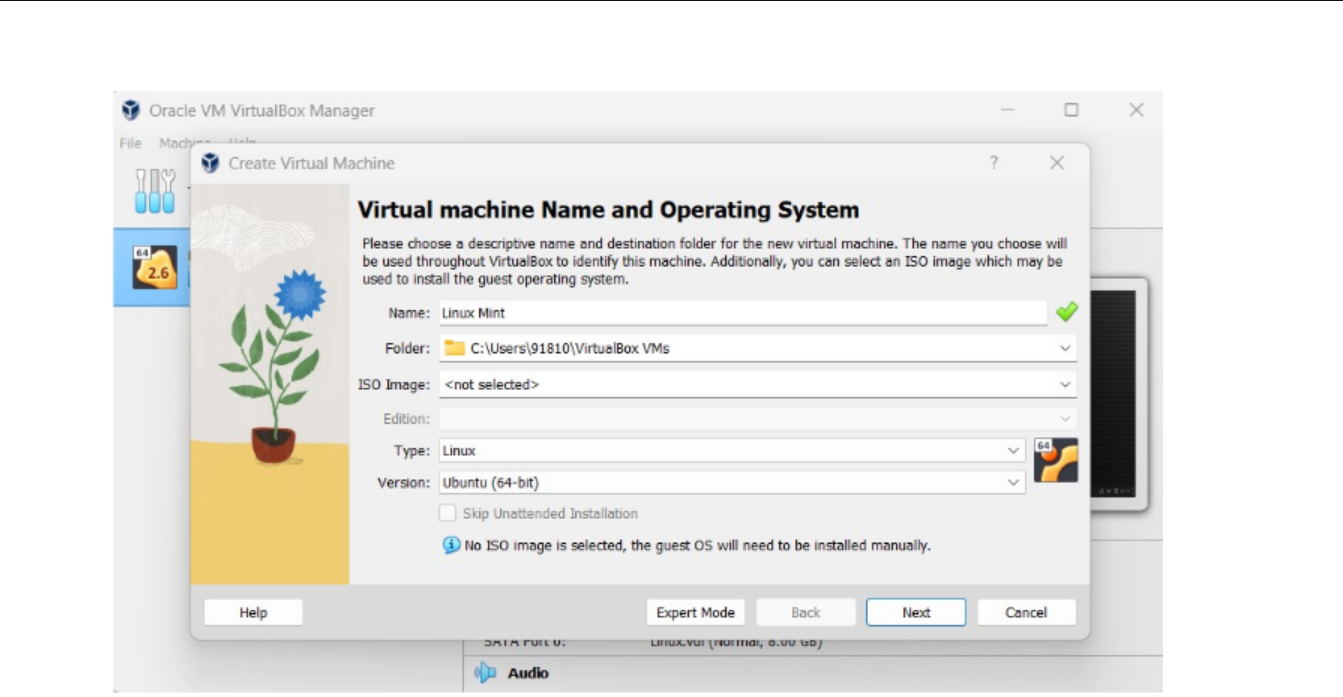 Oracle VM VirtualBox Manager
File Machine Help
Create Virtual Machine ?
Virtual machine Name and Operating System
Please choose a descriptive name and destination folder for the new virtual machine. The name you choose will
be used throughout VirtualBox to identify this machine. Additionally, you can select an ISO image which may be
used to install the guest operating system.
64
2.6
Name: Linux Mint
Folder: C:\Users\91810\VirtualBox VMs
ISO Image: <not selected>
Edition:
Type: Linux
64
Version: Ubuntu (64-bit)
Skip Unattended Installation
No ISO image is selected, the guest OS will need to be installed manually.
Help Expert Mode Back Next Cancel
SATA Port 0: Linux.vdi (Normal, 8.00 GB)
Audio